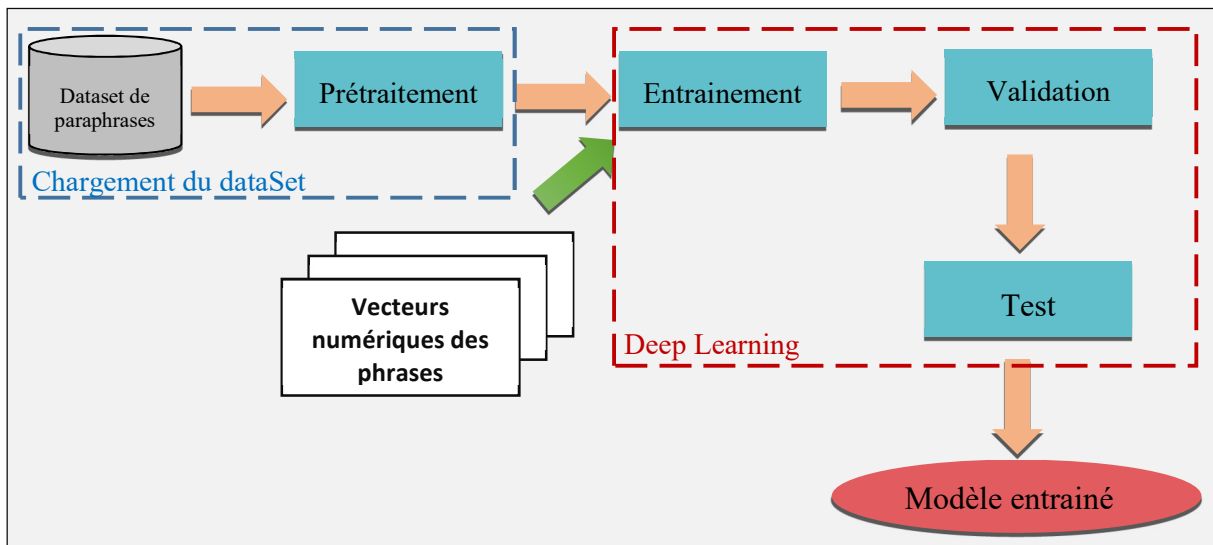 Dataset de
paraphrases
Prétraitement
Entrainement
Validation
Chargement du dataSet
Vecteurs
numériques des
phrases
Test
Deep Learning
Modèle entrainé